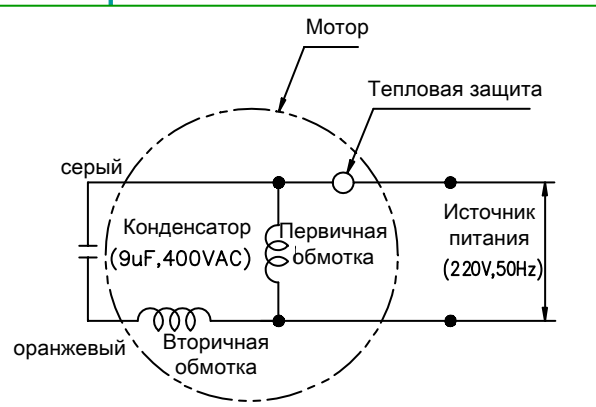 Мотор
Тепловая защита
серый
Конденсатор
(9uF,400VAC)
Первичная
обмотка
Источник
питания
(220V,50Hz)
оранжевый
Вторичная
обмотка